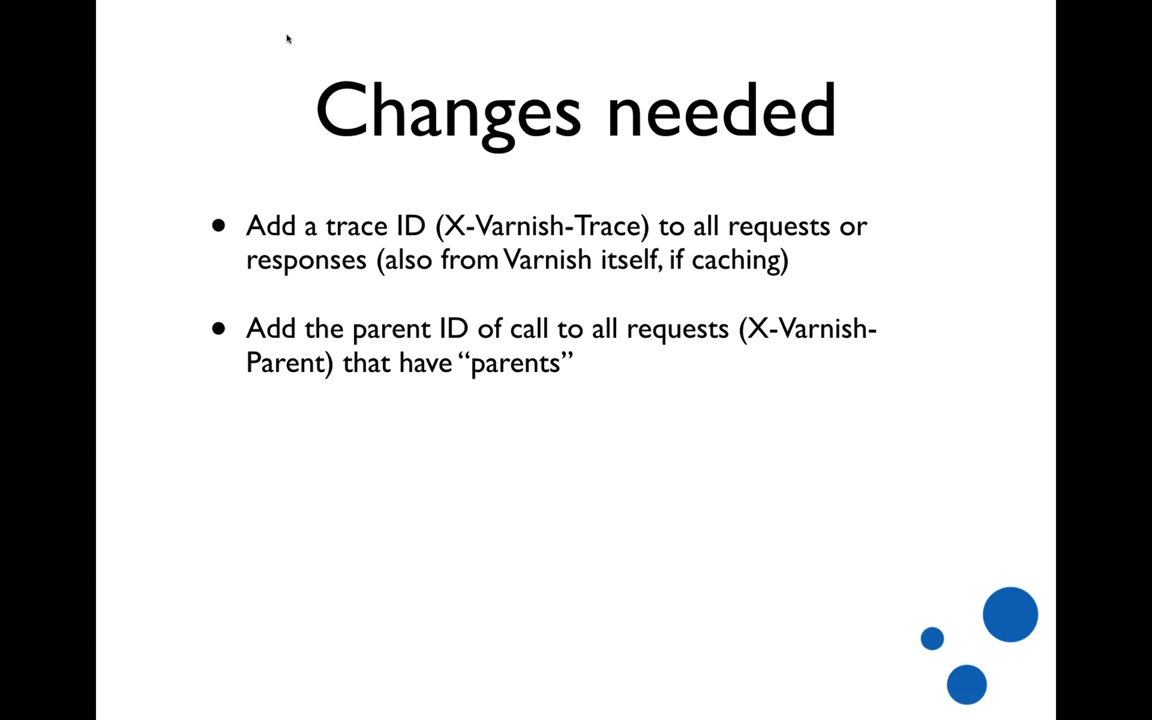 Changes needed
• Add a trace ID (X-Varnish-Trace) to all requests or
responses (also from Varnish itself, if caching)
• Add the parent ID of call to all requests (X-Varnish-
Parent) that have “parents”